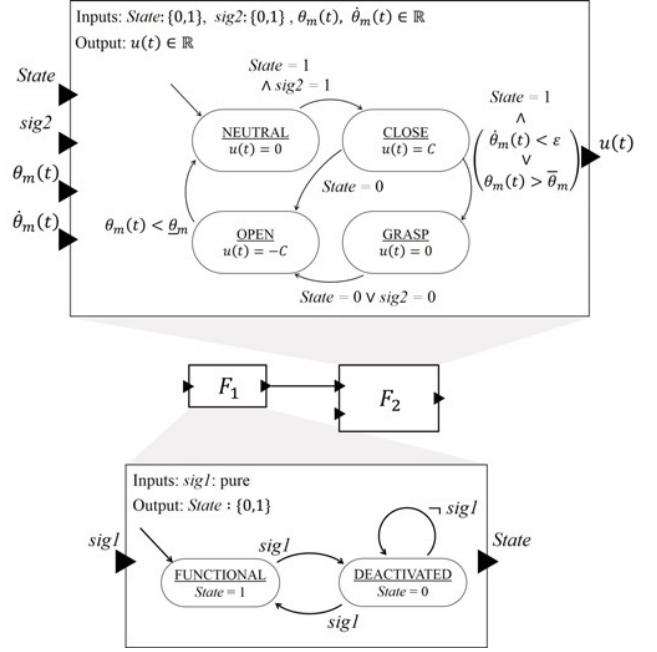 Inputs: State: {0,1}, sig2: {0,1} , θₘ(t), θ̇ₘ(t) ∈ ℝ
Output: u(t) ∈ ℝ
State
sig2
θₘ(t)
θ̇ₘ(t)
State = 1
∧ sig2 = 1
NEUTRAL
u(t) = 0
CLOSE
u(t) = C
State = 1
∧
θ̇ₘ(t) < ε
∨
θₘ(t) > θ̅ₘ
u(t)
State = 0
θₘ(t) < θ̲ₘ
OPEN
u(t) = −C
GRASP
u(t) = 0
State = 0 ∨ sig2 = 0
F₁
F₂
Inputs: sig1: pure
Output: State : {0,1}
sig1
State
sig1
¬ sig1
FUNCTIONAL
State = 1
DEACTIVATED
State = 0
sig1